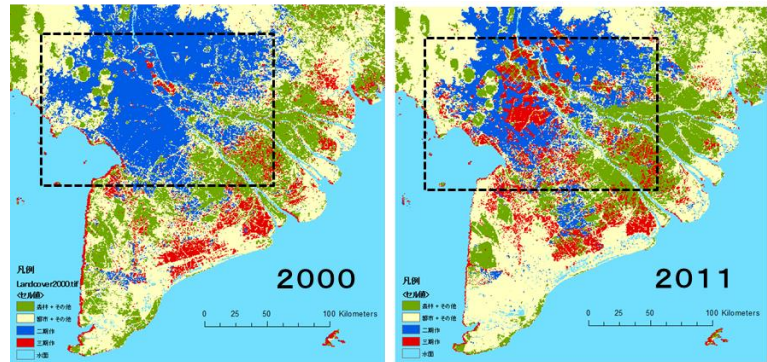 2000
凡例
Landcover2000.tif
<セル値>
森林+その他
都市+その他
二期作
三期作
水面
0 25 50 100 Kilometers
2011
凡例
<セル値>
森林+その他
都市+その他
二期作
三期作
水面
0 25 50 100 Kilometers